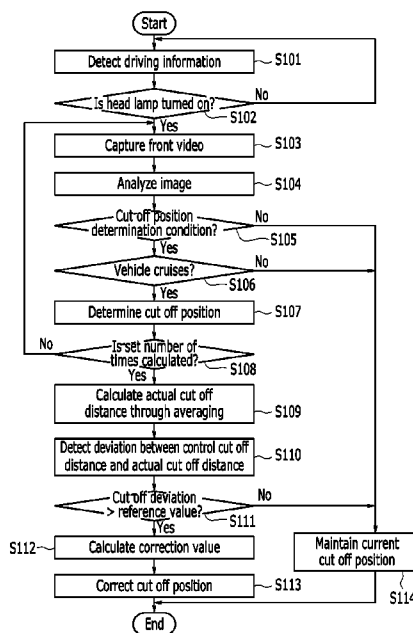 Start
Detect driving information
S101
Is head lamp turned on?
No
S102
Yes
Capture front video
S103
Analyze image
S104
Cut off position
determination condition?
No
S105
Yes
Vehicle cruises?
No
S106
Yes
Determine cut off position
S107
No
Is set number of
times calculated?
S108
Yes
Calculate actual cut off
distance through averaging
S109
Detect deviation between control cut off
distance and actual cut off distance
S110
Cut off deviation
> reference value?
No
S111
Yes
S112
Calculate correction value
Maintain current
cut off position
Correct cut off position
S113
S114
End